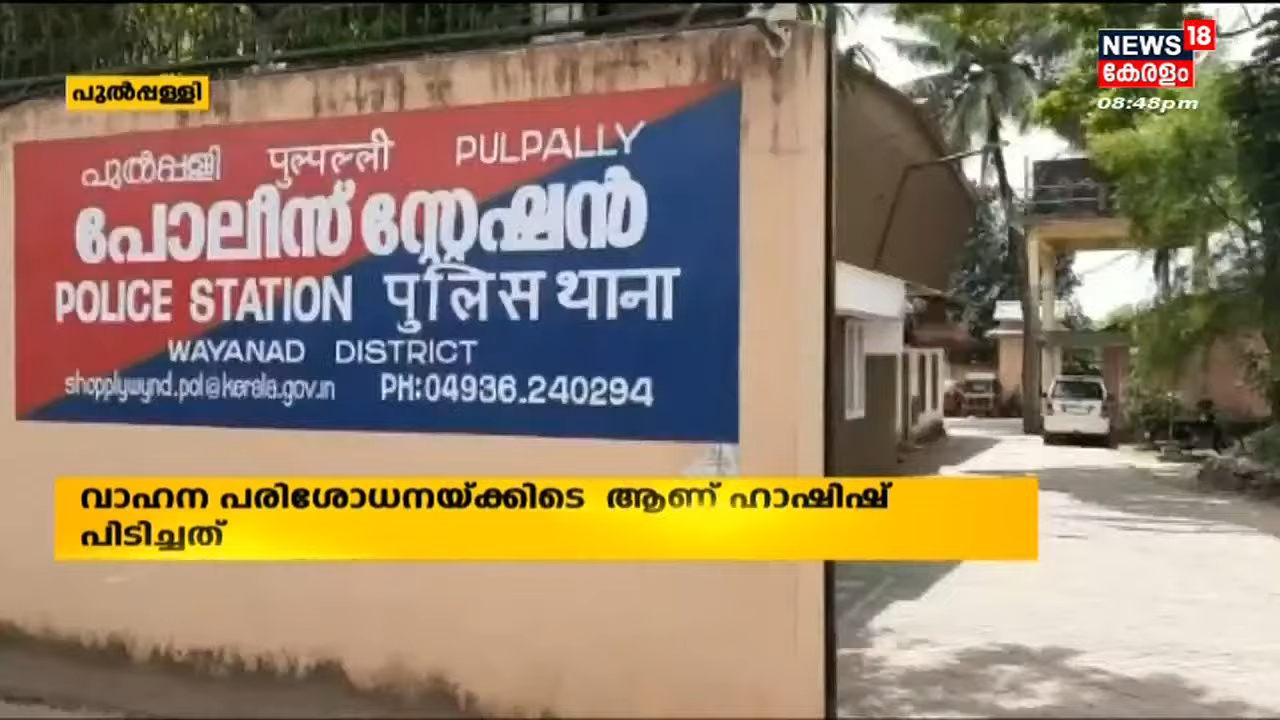 NEWS 18
കേരളം
08:48pm
പുൽപ്പള്ളി
പുൽപ്പള്ളി पुल्पल्ली PULPALLY
പോലീസ് സ്റ്റേഷൻ
POLICE STATION पुलिस थाना
WAYANAD DISTRICT
shopplywynd.pol@kerala.gov.in PH:04936.240294
വാഹന പരിശോധനയ്ക്കിടെ ആണ് ഹാഷിഷ്
പിടിച്ചത്